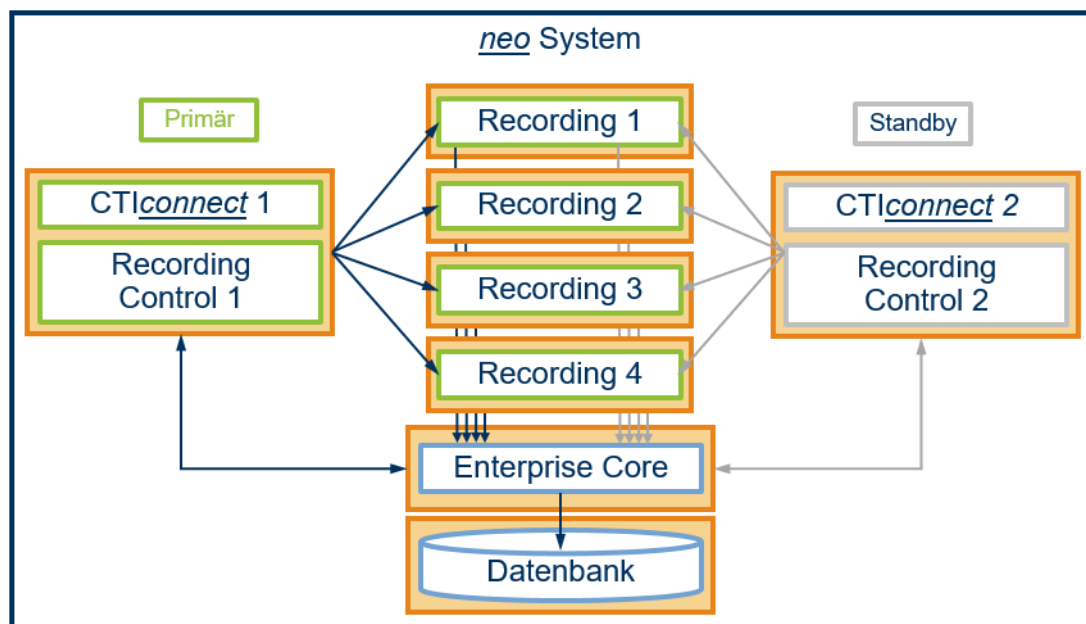 neo System
Primär
Standby
CTIconnect 1
Recording
Control 1
Recording 1
Recording 2
Recording 3
Recording 4
CTIconnect 2
Recording
Control 2
Enterprise Core
Datenbank